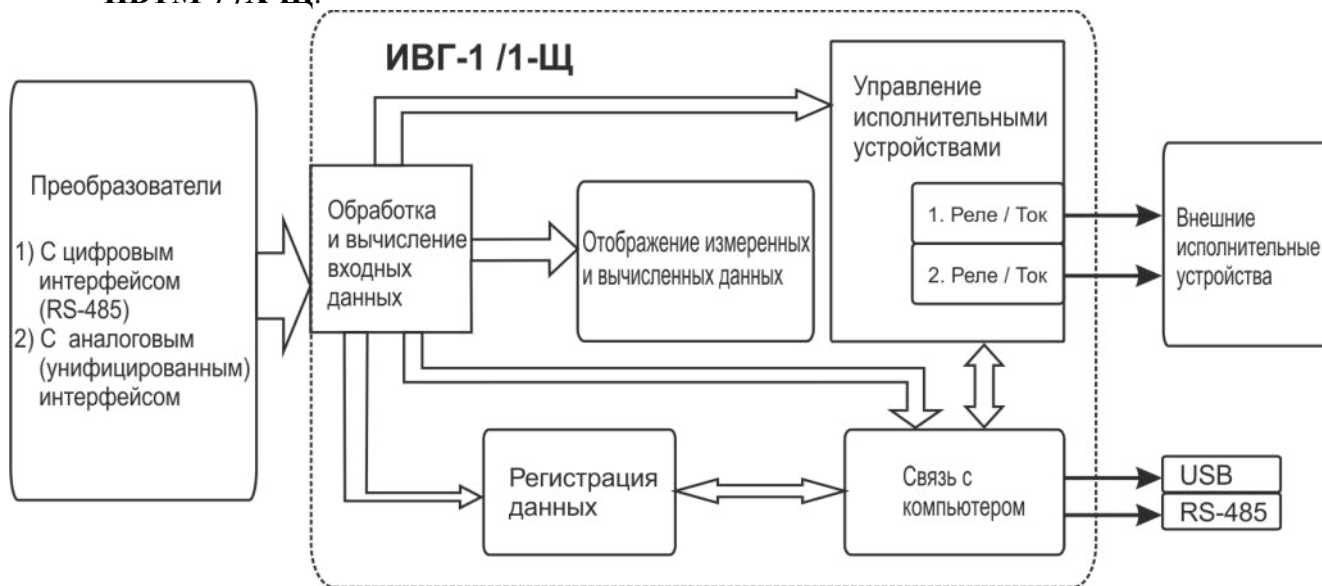 ИВГ-1 /1-Щ
Преобразователи
1) С цифровым
интерфейсом
(RS-485)
2) С аналоговым
(унифицированным)
интерфейсом
Обработка
и вычисление
входных
данных
Отображение измеренных
и вычисленных данных
Управление
исполнительными
устройствами
1. Реле / Ток
2. Реле / Ток
Внешние
исполнительные
устройства
Регистрация
данных
Связь с
компьютером
USB
RS-485